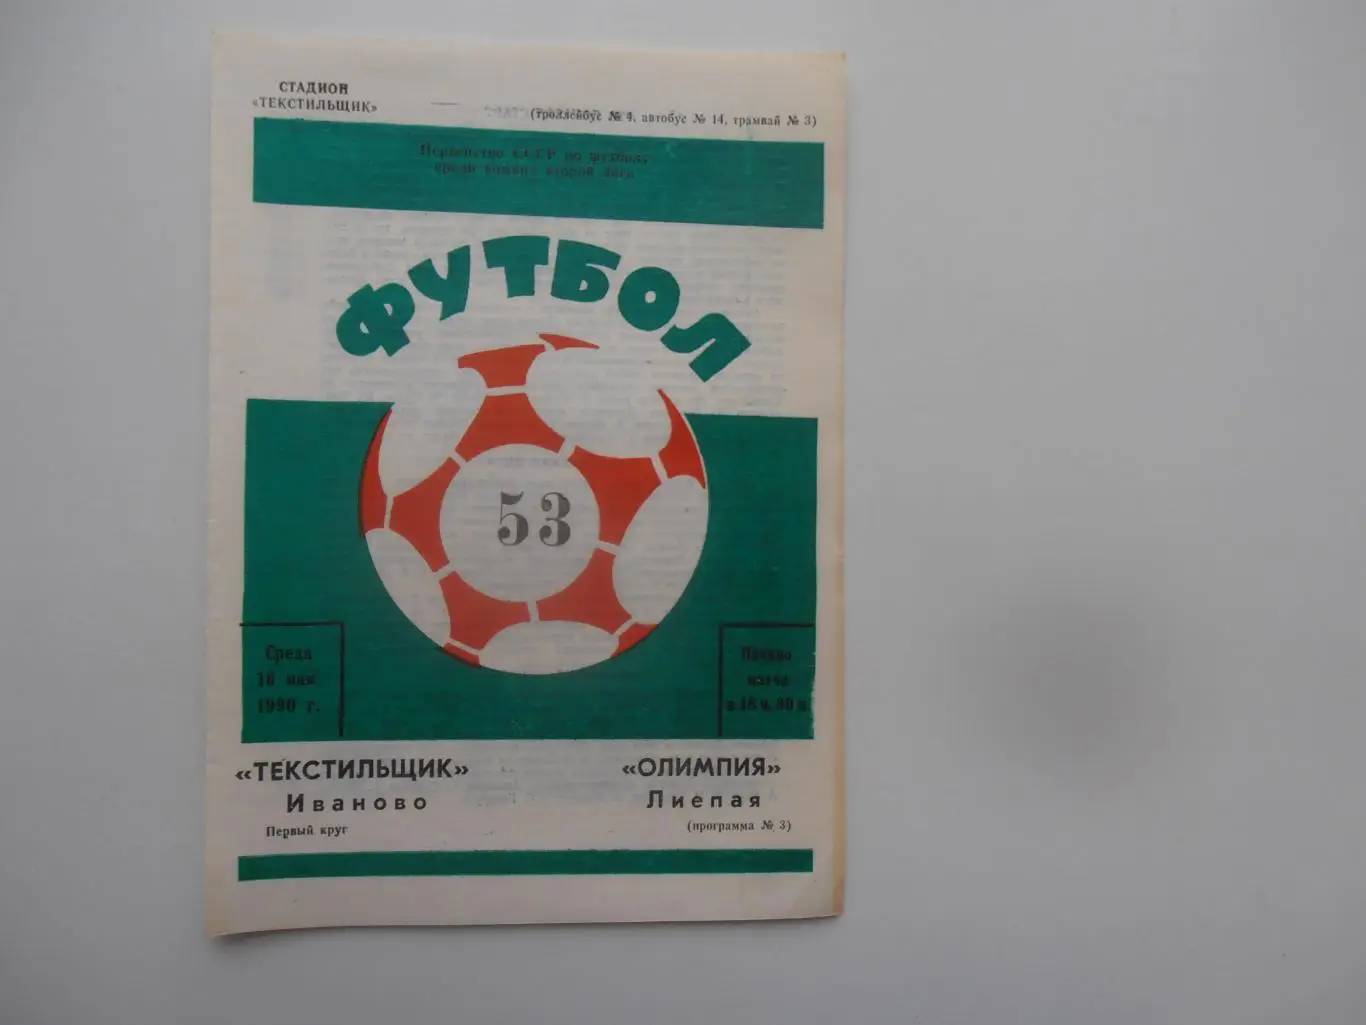 СТАДИОН
«ТЕКСТИЛЬЩИК»
(троллейбус № 4, автобус № 14, трамвай № 3)
Первенство СССР по футболу
среди команд второй лиги
ФУТБОЛ
53
Среда
16 мая
1990 г.
Начало
матча
в 18 ч. 30 м
«ТЕКСТИЛЬЩИК»
Иваново
Первый круг
«ОЛИМПИЯ»
Лиепая
(программа № 3)